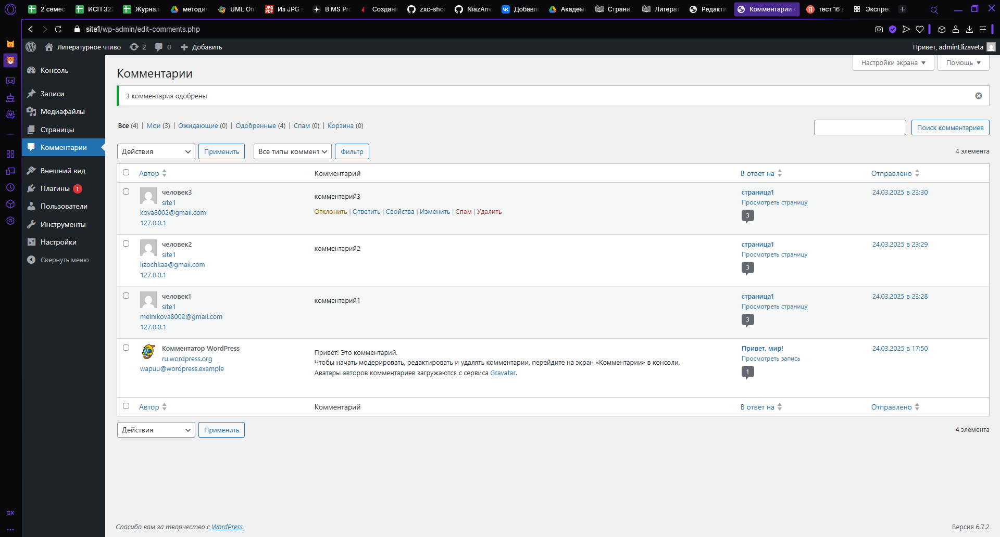 2 семест
ИСП 322
Журнал
методич
UML Onl
Из JPG в
В MS Pro
Создани
zxc-shop
NiazAnv
Добавл
Академ
Страни
Литерат
Редакти
Комментарии
тест 16
Экспрес
site1/wp-admin/edit-comments.php
Литературное чтиво
2
0
Добавить
Привет, adminElizaveta
Консоль
Записи
Медиафайлы
Страницы
Комментарии
Внешний вид
Плагины 1
Пользователи
Инструменты
Настройки
Свернуть меню
GX
Настройки экрана
Помощь
Комментарии
3 комментария одобрены
Все (4) | Мои (3) | Ожидающие (0) | Одобренные (4) | Спам (0) | Корзина (0)
Поиск комментариев
Действия
Применить
Все типы коммент
Фильтр
4 элемента
Автор
Комментарий
В ответ на
Отправлено
человек3
site1
kova8002@gmail.com
127.0.0.1
комментарий3
Отклонить | Ответить | Свойства | Изменить | Спам | Удалить
страница1
Просмотреть страницу
3
24.03.2025 в 23:30
человек2
site1
lizochkaa@gmail.com
127.0.0.1
комментарий2
страница1
Просмотреть страницу
3
24.03.2025 в 23:29
человек1
site1
melnikova8002@gmail.com
127.0.0.1
комментарий1
страница1
Просмотреть страницу
3
24.03.2025 в 23:28
Комментатор WordPress
ru.wordpress.org
wapuu@wordpress.example
Привет! Это комментарий.
Чтобы начать модерировать, редактировать и удалять комментарии, перейдите на экран «Комментарии» в консоли.
Аватары авторов комментариев загружаются с сервиса Gravatar.
Привет, мир!
Просмотреть запись
1
24.03.2025 в 17:50
Автор
Комментарий
В ответ на
Отправлено
Действия
Применить
4 элемента
Спасибо вам за творчество с WordPress.
Версия 6.7.2